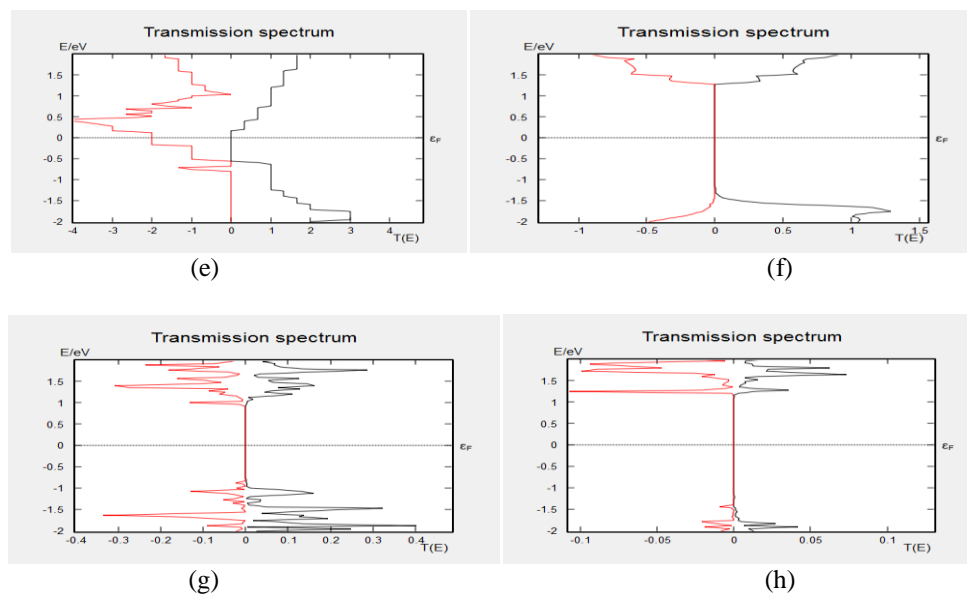 Transmission spectrum
E/eV
1.5
1
0.5
0
-0.5
-1
-1.5
-2
εF
-4 -3 -2 -1 0 1 2 3 4
T(E)
(e)
Transmission spectrum
E/eV
1.5
1
0.5
0
-0.5
-1
-1.5
-2
εF
-1 -0.5 0 0.5 1 1.5
T(E)
(f)
Transmission spectrum
E/eV
1.5
1
0.5
0
-0.5
-1
-1.5
-2
εF
-0.4 -0.3 -0.2 -0.1 0 0.1 0.2 0.3 0.4
T(E)
(g)
Transmission spectrum
E/eV
1.5
1
0.5
0
-0.5
-1
-1.5
-2
εF
-0.1 -0.05 0 0.05 0.1
T(E)
(h)